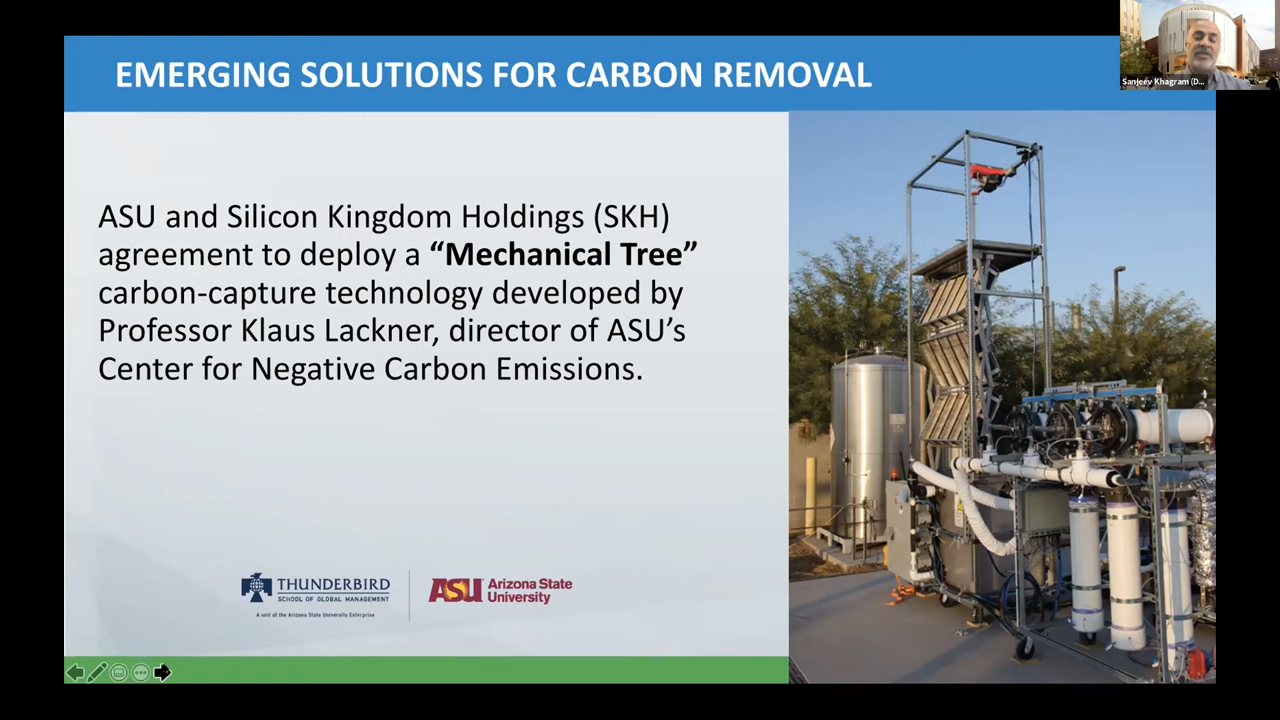 EMERGING SOLUTIONS FOR CARBON REMOVAL
Sanjeev Khagram (D...
ASU and Silicon Kingdom Holdings (SKH)
agreement to deploy a “Mechanical Tree”
carbon-capture technology developed by
Professor Klaus Lackner, director of ASU’s
Center for Negative Carbon Emissions.
THUNDERBIRD
SCHOOL OF GLOBAL MANAGEMENT
A unit of the Arizona State University Enterprise
ASU Arizona State
University